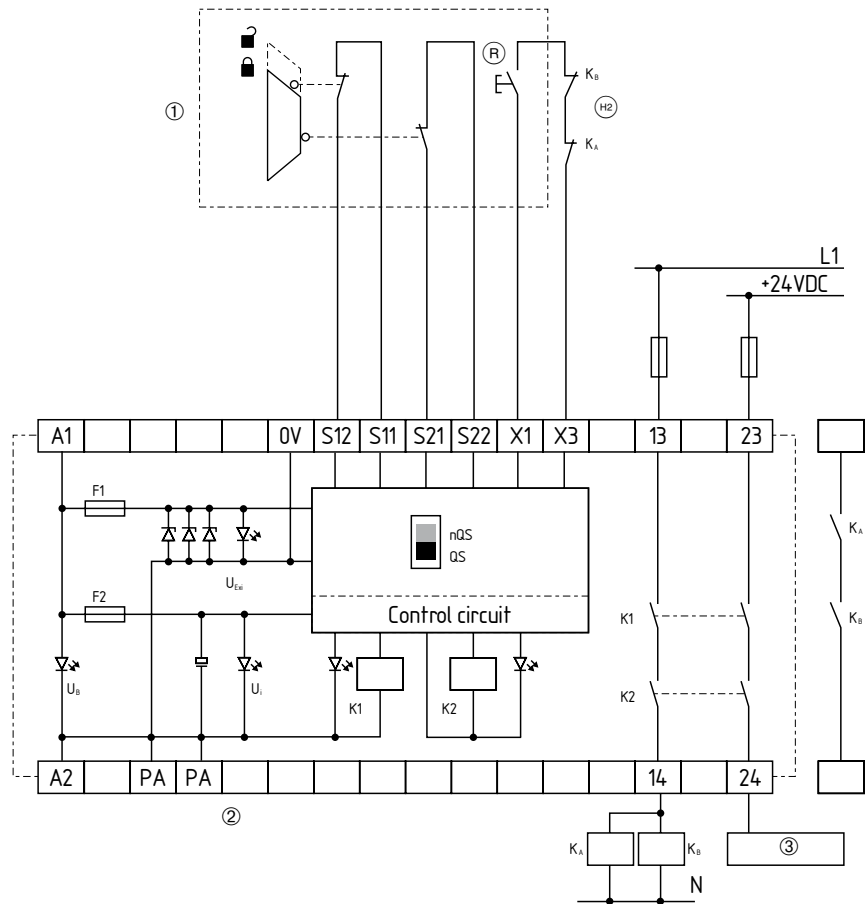 R
K_B
H2
①
K_A
L1
+24VDC
A1 0V S12 S11 S21 S22 X1 X3 13 23
F1
nQS
QS
K_A
U_Exi
F2
Control circuit
K1
K_B
U_B
U_i
K1
K2
K2
A2 PA PA 14 24
②
K_A
K_B
③
N